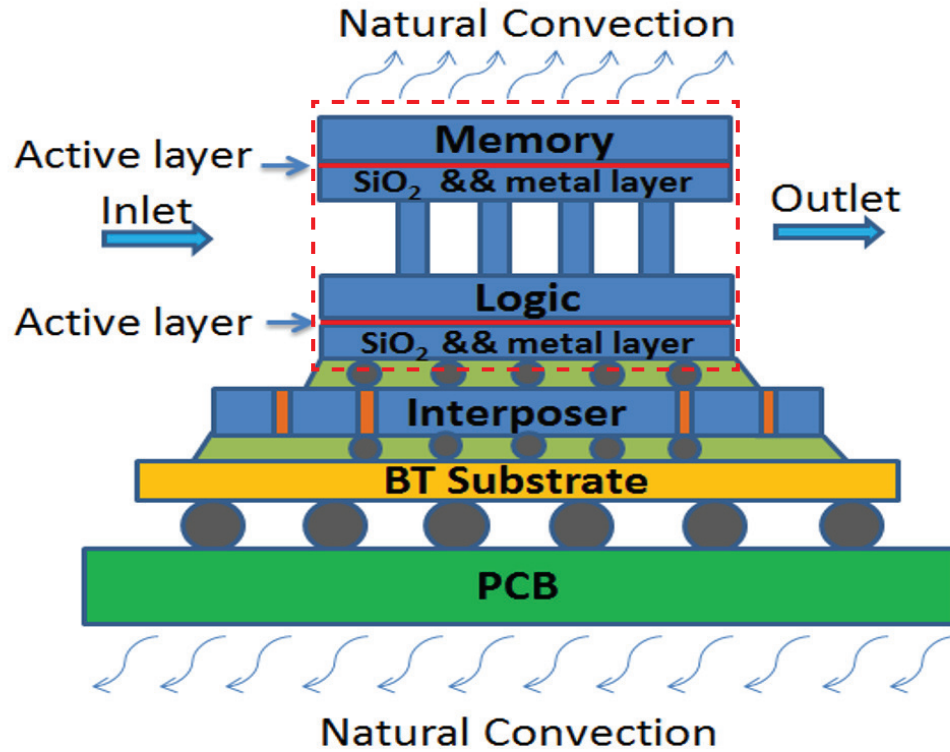 Natural Convection
Memory
Active layer
SiO₂ && metal layer
Inlet
Outlet
Logic
Active layer
SiO₂ && metal layer
Interposer
BT Substrate
PCB
Natural Convection